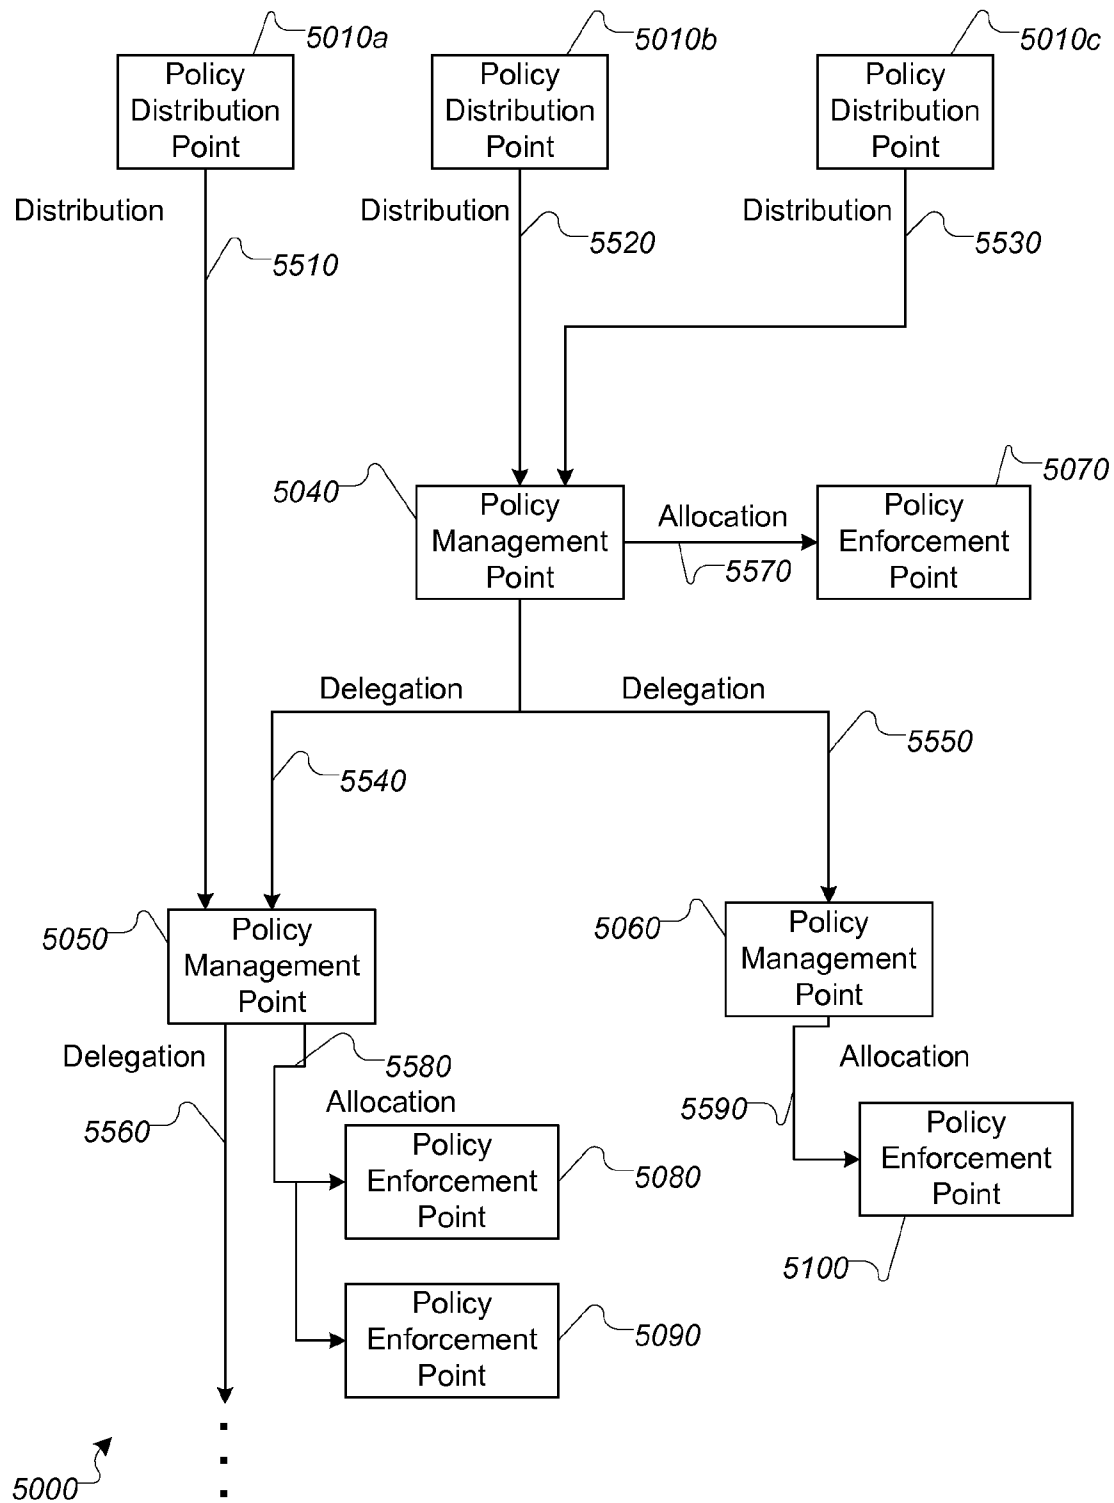 5010a
5010b
5010c
Policy
Distribution
Point
Policy
Distribution
Point
Policy
Distribution
Point
Distribution
Distribution
Distribution
5510
5520
5530
5040
Policy
Management
Point
Allocation
5570
Policy
Enforcement
Point
5070
Delegation
Delegation
5540
5550
5050
Policy
Management
Point
5060
Policy
Management
Point
Delegation
5580
Allocation
5560
Allocation
5590
Policy
Enforcement
Point
5080
Policy
Enforcement
Point
5100
Policy
Enforcement
Point
5090
5000